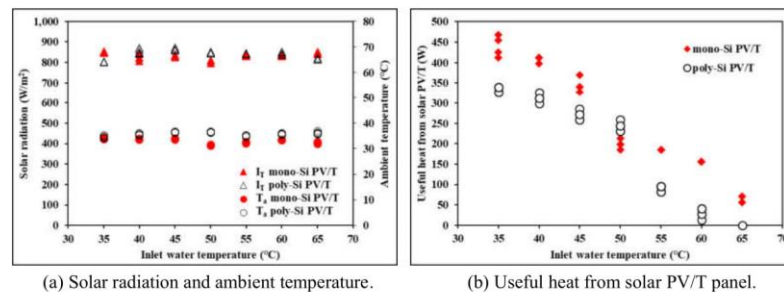 1,000
900
800
700
600
500
400
300
200
100
0
Solar radiation (W/m²)
80
70
60
50
40
30
20
10
0
Ambient temperature (°C)
I_T mono-Si PV/T
I_T poly-Si PV/T
T_a mono-Si PV/T
T_a poly-Si PV/T
30 35 40 45 50 55 60 65 70
Inlet water temperature (°C)
(a) Solar radiation and ambient temperature.
500
450
400
350
300
250
200
150
100
50
0
Useful heat from solar PV/T (W)
mono-Si PV/T
poly-Si PV/T
30 35 40 45 50 55 60 65 70
Inlet water temperature (°C)
(b) Useful heat from solar PV/T panel.